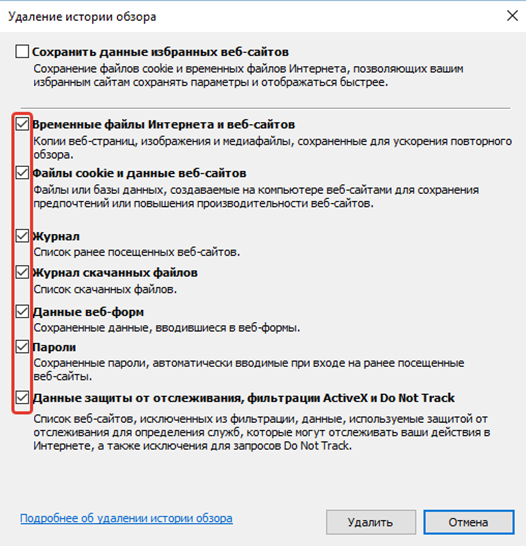 Удаление истории обзора
Сохранить данные избранных веб-сайтов
Сохранение файлов cookie и временных файлов Интернета, позволяющих вашим
избранным сайтам сохранять параметры и отображаться быстрее.
Временные файлы Интернета и веб-сайтов
Копии веб-страниц, изображения и медиафайлы, сохраненные для ускорения повторного
обзора.
Файлы cookie и данные веб-сайтов
Файлы или базы данных, создаваемые на компьютере веб-сайтами для сохранения
предпочтений или повышения производительности веб-сайтов.
Журнал
Список ранее посещенных веб-сайтов.
Журнал скачанных файлов
Список скачанных файлов.
Данные веб-форм
Сохраненные данные, вводившиеся в веб-формы.
Пароли
Сохраненные пароли, автоматически вводимые при входе на ранее посещенные
веб-сайты.
Данные защиты от отслеживания, фильтрации ActiveX и Do Not Track
Список веб-сайтов, исключенных из фильтрации, данные, используемые защитой от
отслеживания для определения служб, которые могут отслеживать ваши действия в
Интернете, а также исключения для запросов Do Not Track.
Подробнее об удалении истории обзора
Удалить
Отмена